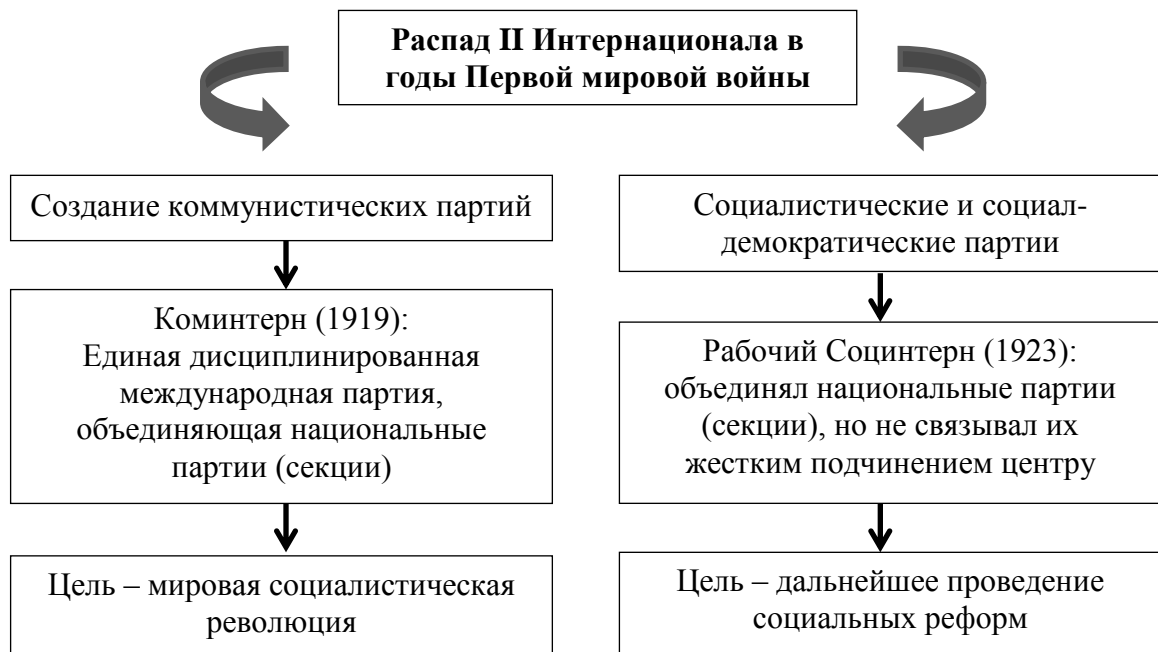 Распад II Интернационала в
годы Первой мировой войны
Создание коммунистических партий
Коминтерн (1919):
Единая дисциплинированная
международная партия,
объединяющая национальные
партии (секции)
Цель – мировая социалистическая
революция
Социалистические и социал-
демократические партии
Рабочий Социнтерн (1923):
объединял национальные партии
(секции), но не связывал их
жестким подчинением центру
Цель – дальнейшее проведение
социальных реформ